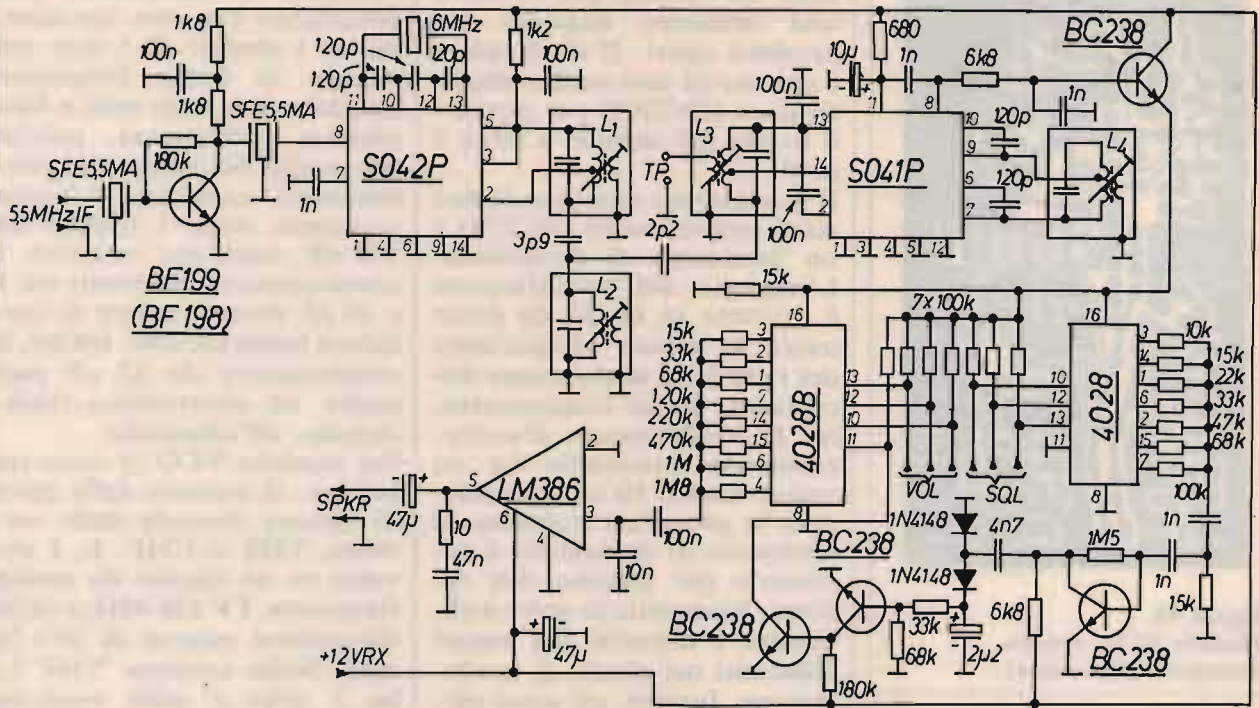 1k8
100n
1k8
SFE5,5MA
180k
SFE5,5MA
5,5MHzIF
BF199
(BF198)
6MHz
120p
120p
120p
11
10
12
13
8
7
1n
S042P
5
3
2
1
4
6
9
14
1k2
100n
L1
3p9
L2
2p2
L3
TP
100n
10µ
680
1n
6k8
BC238
1n
13
14
2
1
8
S041P
10
9
6
7
1
3
4
5
12
100n
120p
120p
L4
15k
7x100k
15k
33k
68k
120k
220k
470k
1M
1M8
3
2
1
7
14
15
6
4
16
4028B
8
13
12
10
11
VOL
SQL
16
4028
8
10
12
13
11
3
14
1
6
2
15
7
10k
15k
22k
33k
47k
68k
100k
1n
15k
1n
1M5
BC238
6k8
4n7
1N4148
1N4148
2µ2
33k
68k
BC238
BC238
180k
100n
10n
LM386
2
3
4
5
6
SPKR
47µ
10
47n
47µ
+12VRX